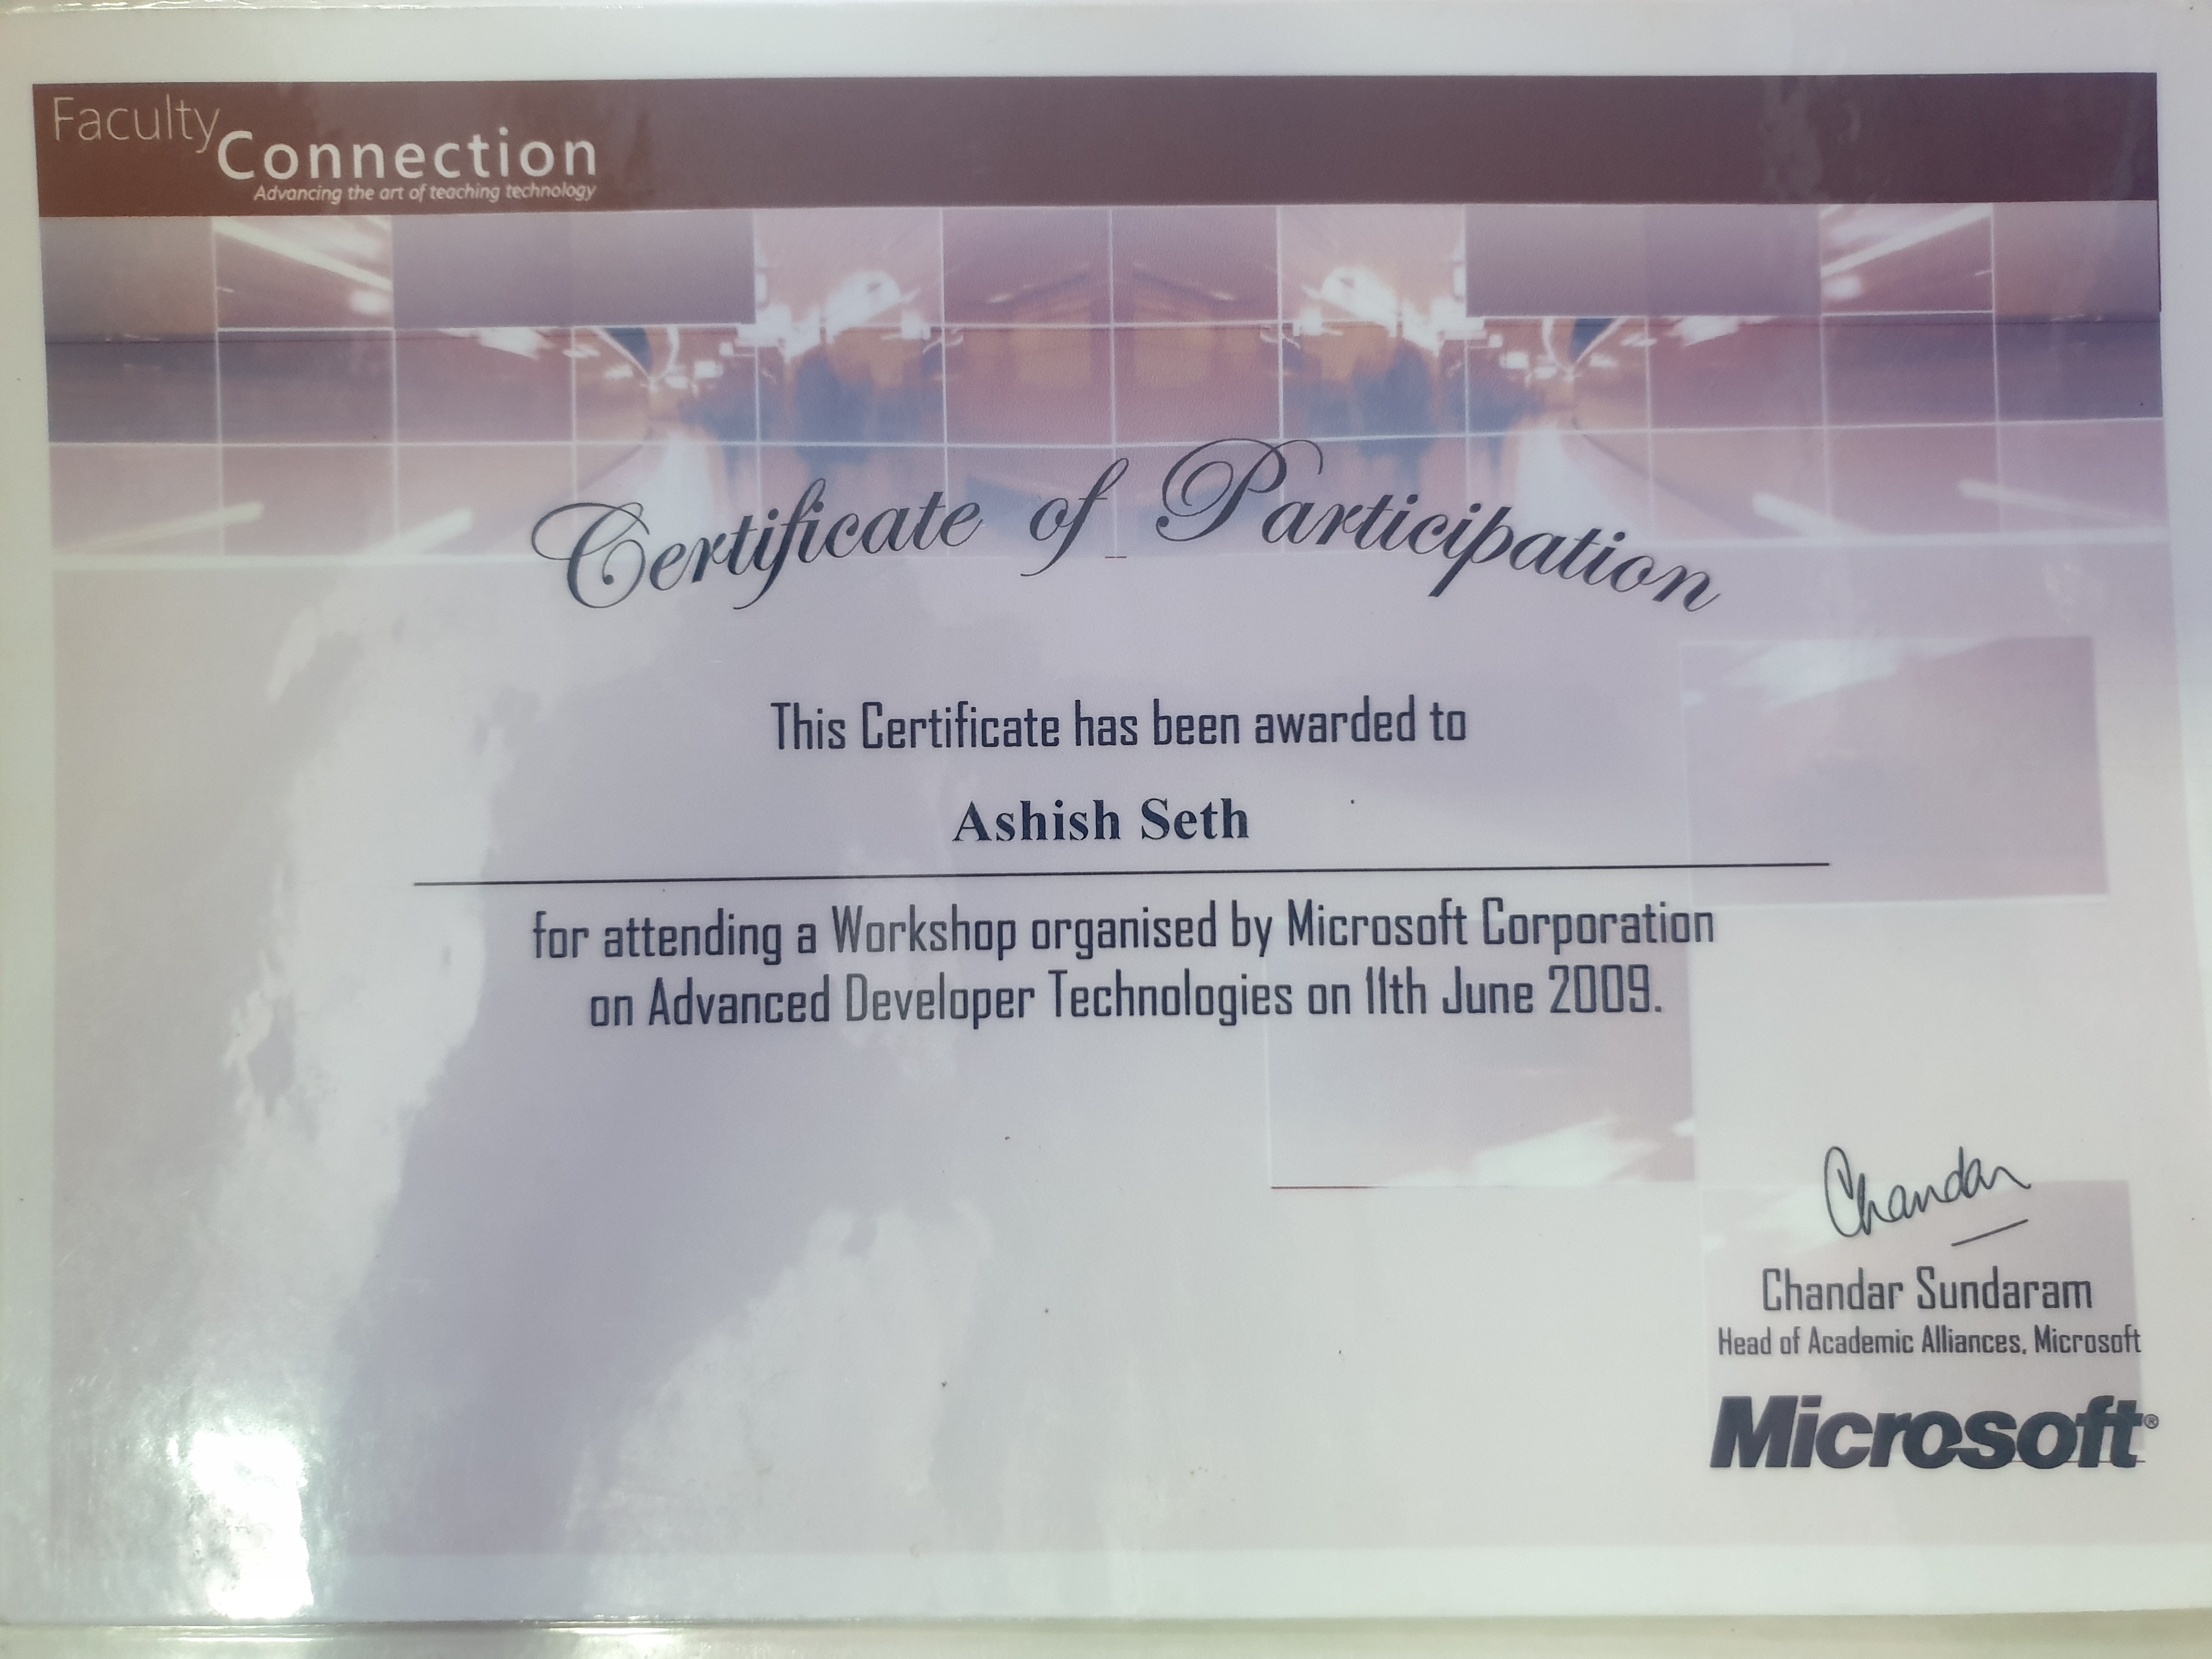 Faculty
Connection
Advancing the art of teaching technology
Certificate of Participation
This Certificate has been awarded to
Ashish Seth
for attending a Workshop organised by Microsoft Corporation
on Advanced Developer Technologies on 11th June 2009.
Chandar
Chandar Sundaram
Head of Academic Alliances, Microsoft
Microsoft®